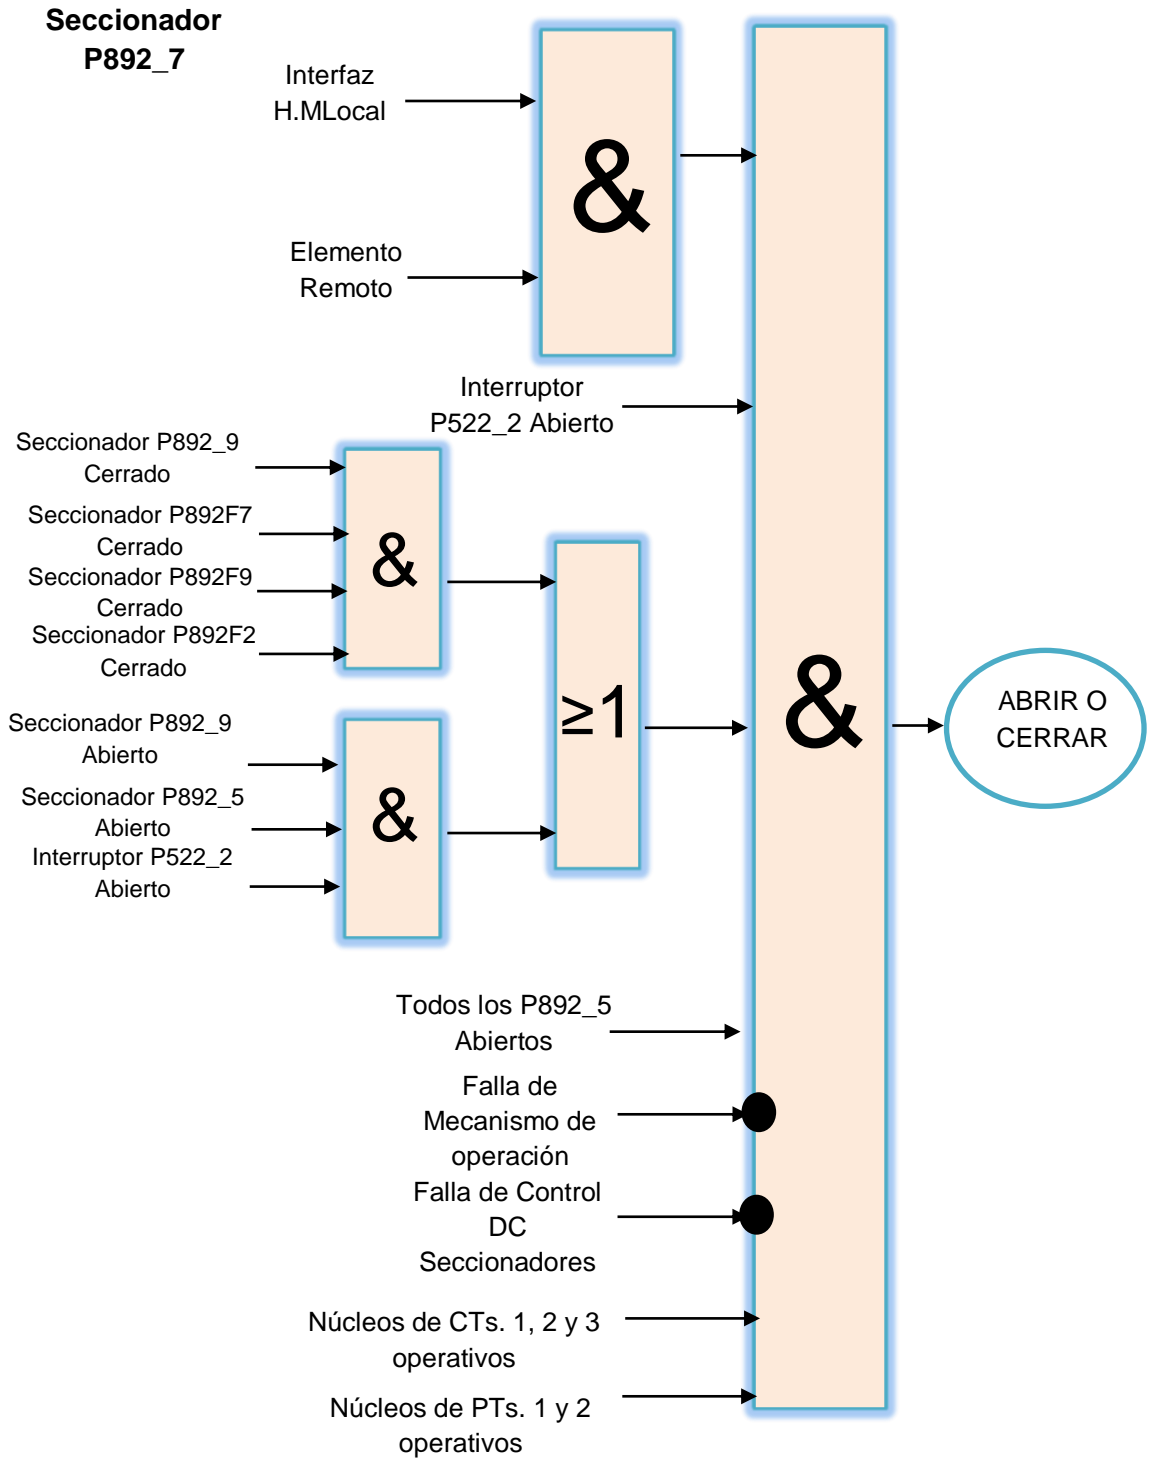 Seccionador
P892_7
Interfaz
H.MLocal
&
Elemento
Remoto
Interruptor
P522_2 Abierto
Seccionador P892_9
Cerrado
Seccionador P892F7
Cerrado
Seccionador P892F9
Cerrado
Seccionador P892F2
Cerrado
&
Seccionador P892_9
Abierto
Seccionador P892_5
Abierto
Interruptor P522_2
Abierto
&
≥1
&
ABRIR O
CERRAR
Todos los P892_5
Abiertos
Falla de
Mecanismo de
operación
Falla de Control
DC
Seccionadores
Núcleos de CTs. 1, 2 y 3
operativos
Núcleos de PTs. 1 y 2
operativos